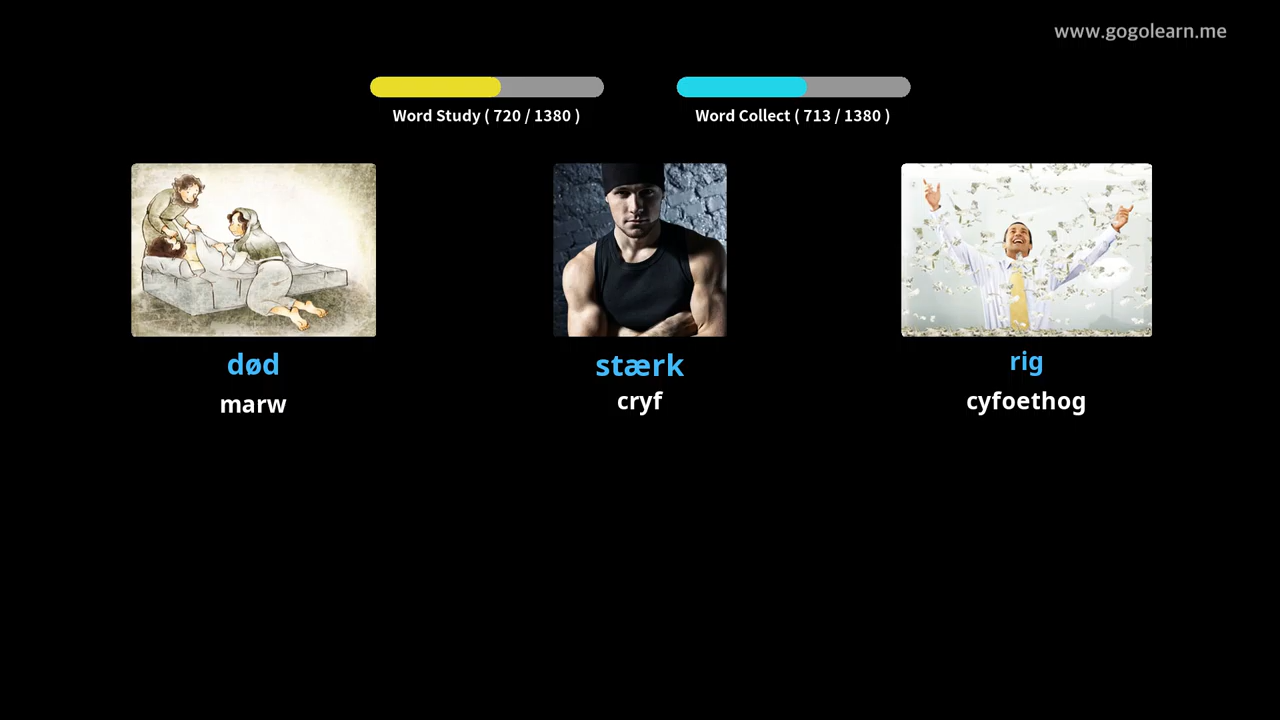 www.gogolearn.me
Word Study ( 720 / 1380 )
Word Collect ( 713 / 1380 )
død
stærk
rig
marw
cryf
cyfoethog